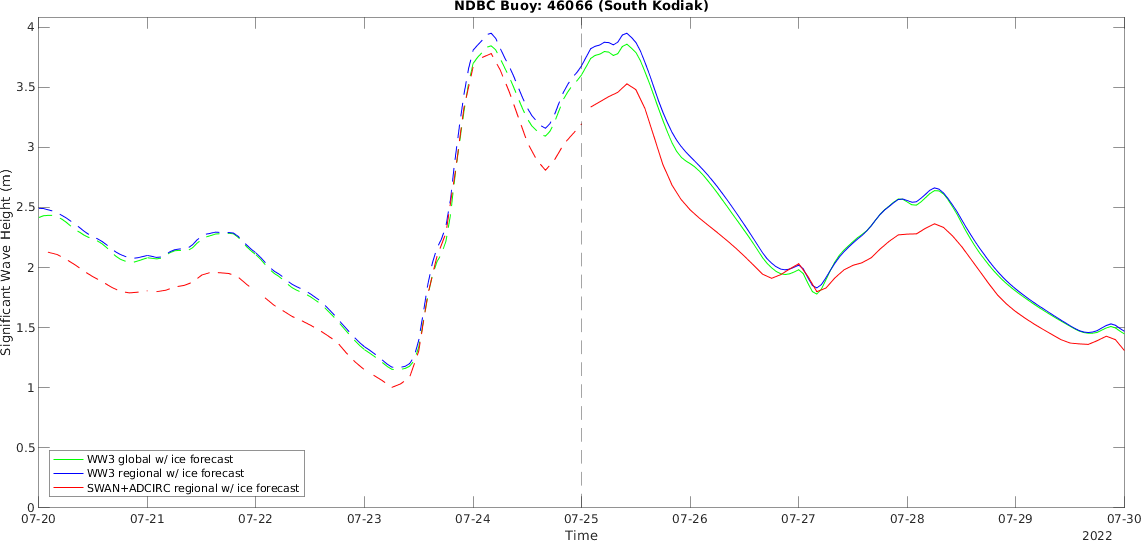 NDBC Buoy: 46066 (South Kodiak)
Significant Wave Height (m)
4
3.5
3
2.5
2
1.5
1
0.5
0
WW3 global w/ ice forecast
WW3 regional w/ ice forecast
SWAN+ADCIRC regional w/ ice forecast
07-20 07-21 07-22 07-23 07-24 07-25 07-26 07-27 07-28 07-29 07-30
Time
2022